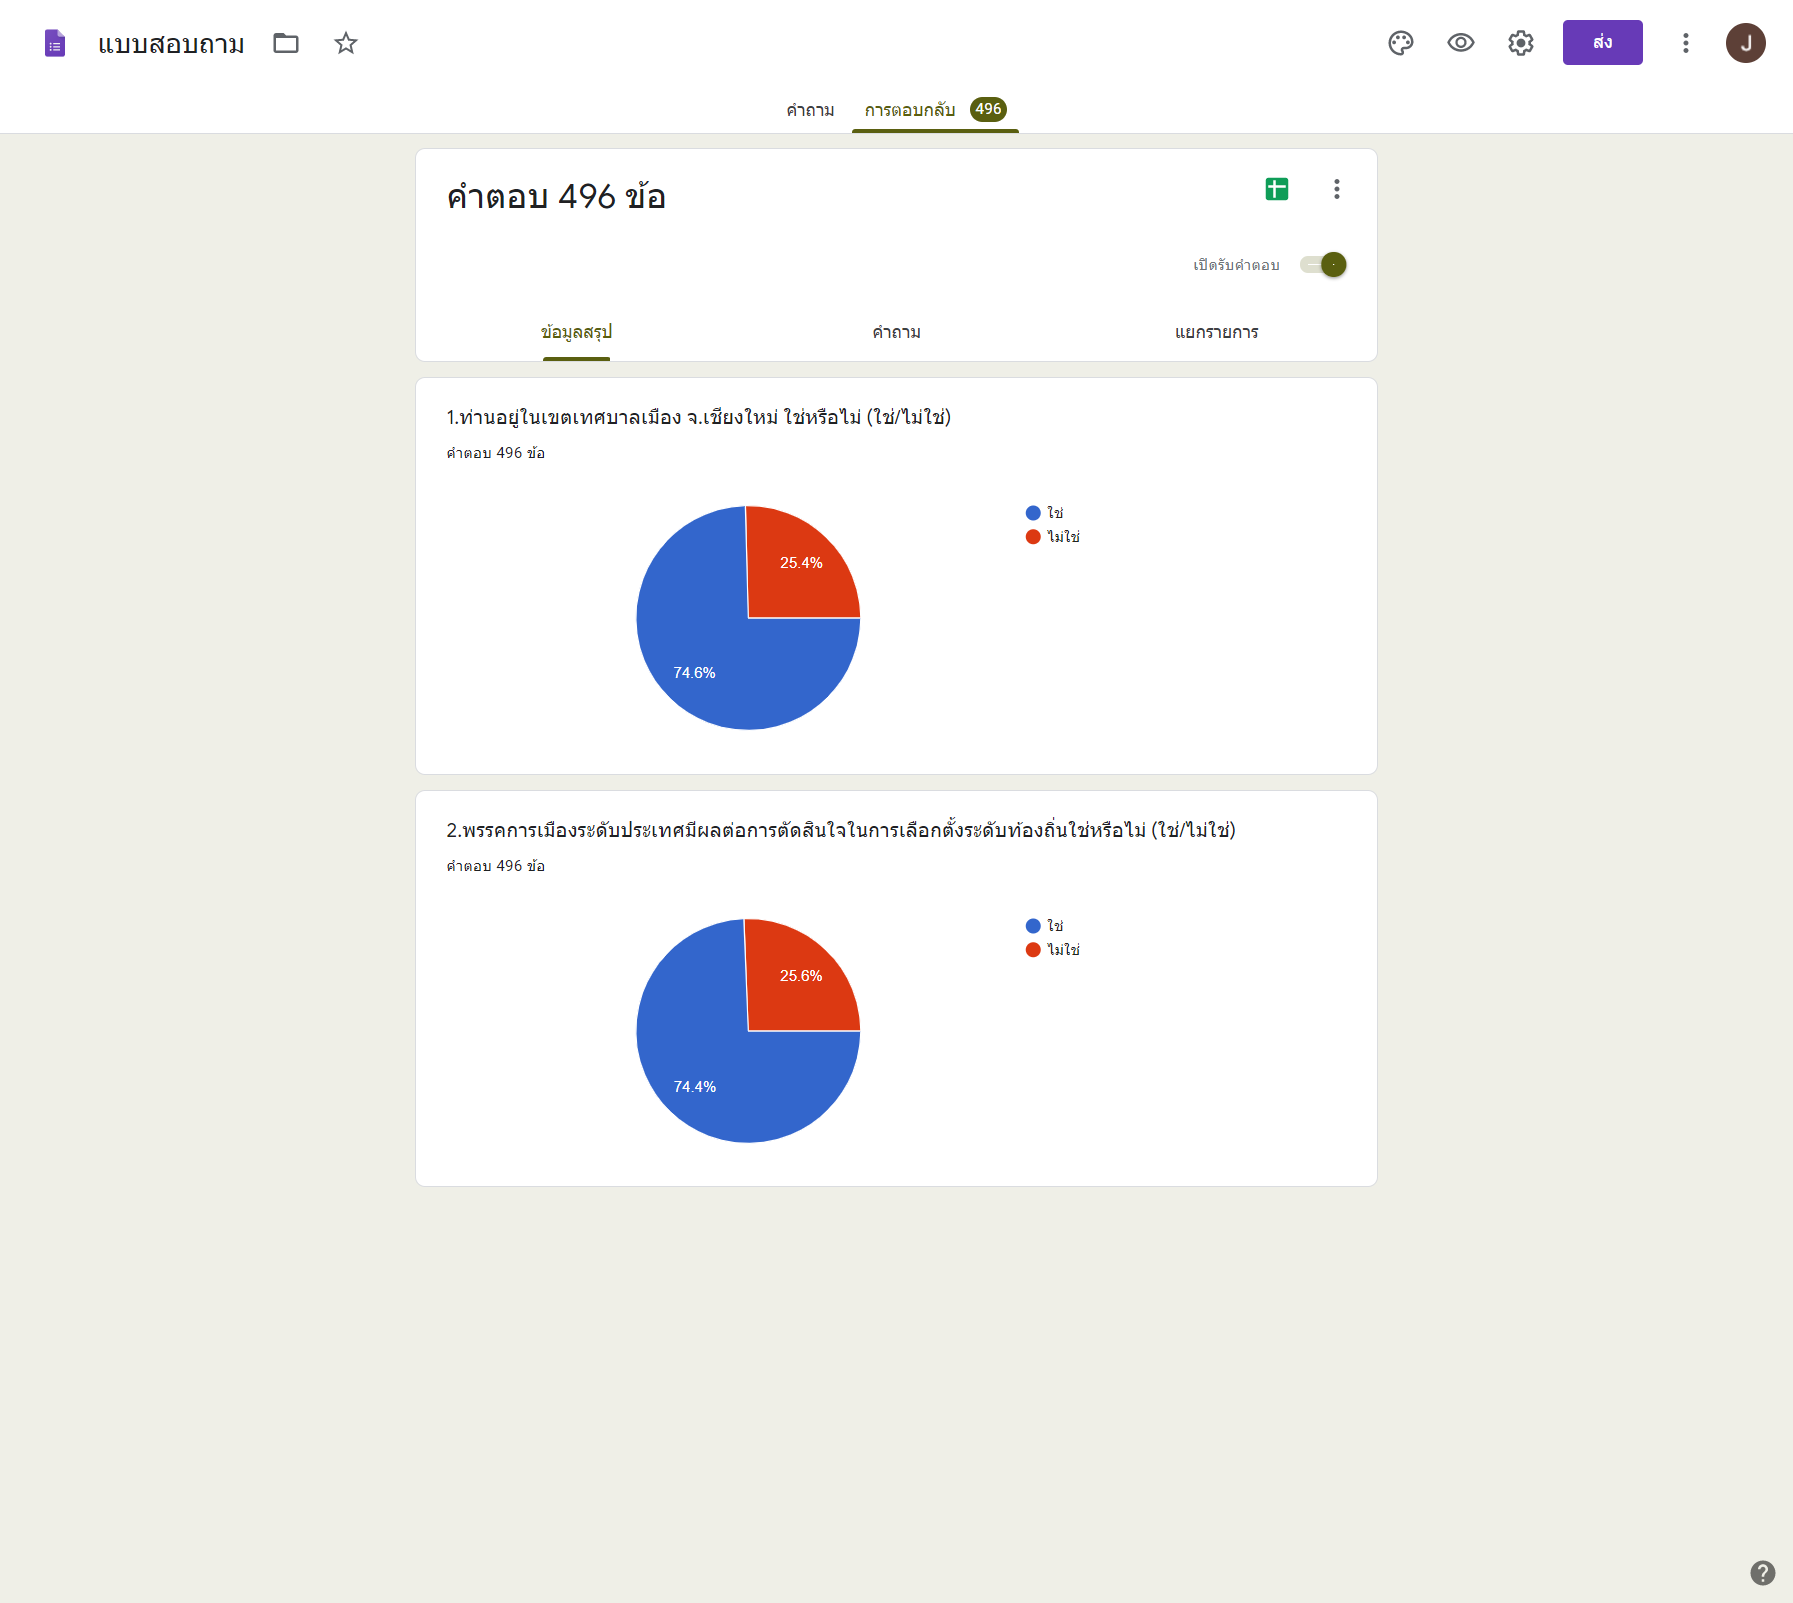 แบบสอบถาม
ส่ง
J
คำถาม
การตอบกลับ 496
คำตอบ 496 ข้อ
เปิดรับคำตอบ
ข้อมูลสรุป
คำถาม
แยกรายการ
1.ท่านอยู่ในเขตเทศบาลเมือง จ.เชียงใหม่ ใช่หรือไม่ (ใช่/ไม่ใช่)
คำตอบ 496 ข้อ
ใช่
ไม่ใช่
25.4%
74.6%
2.พรรคการเมืองระดับประเทศมีผลต่อการตัดสินใจในการเลือกตั้งระดับท้องถิ่นใช่หรือไม่ (ใช่/ไม่ใช่)
คำตอบ 496 ข้อ
ใช่
ไม่ใช่
25.6%
74.4%